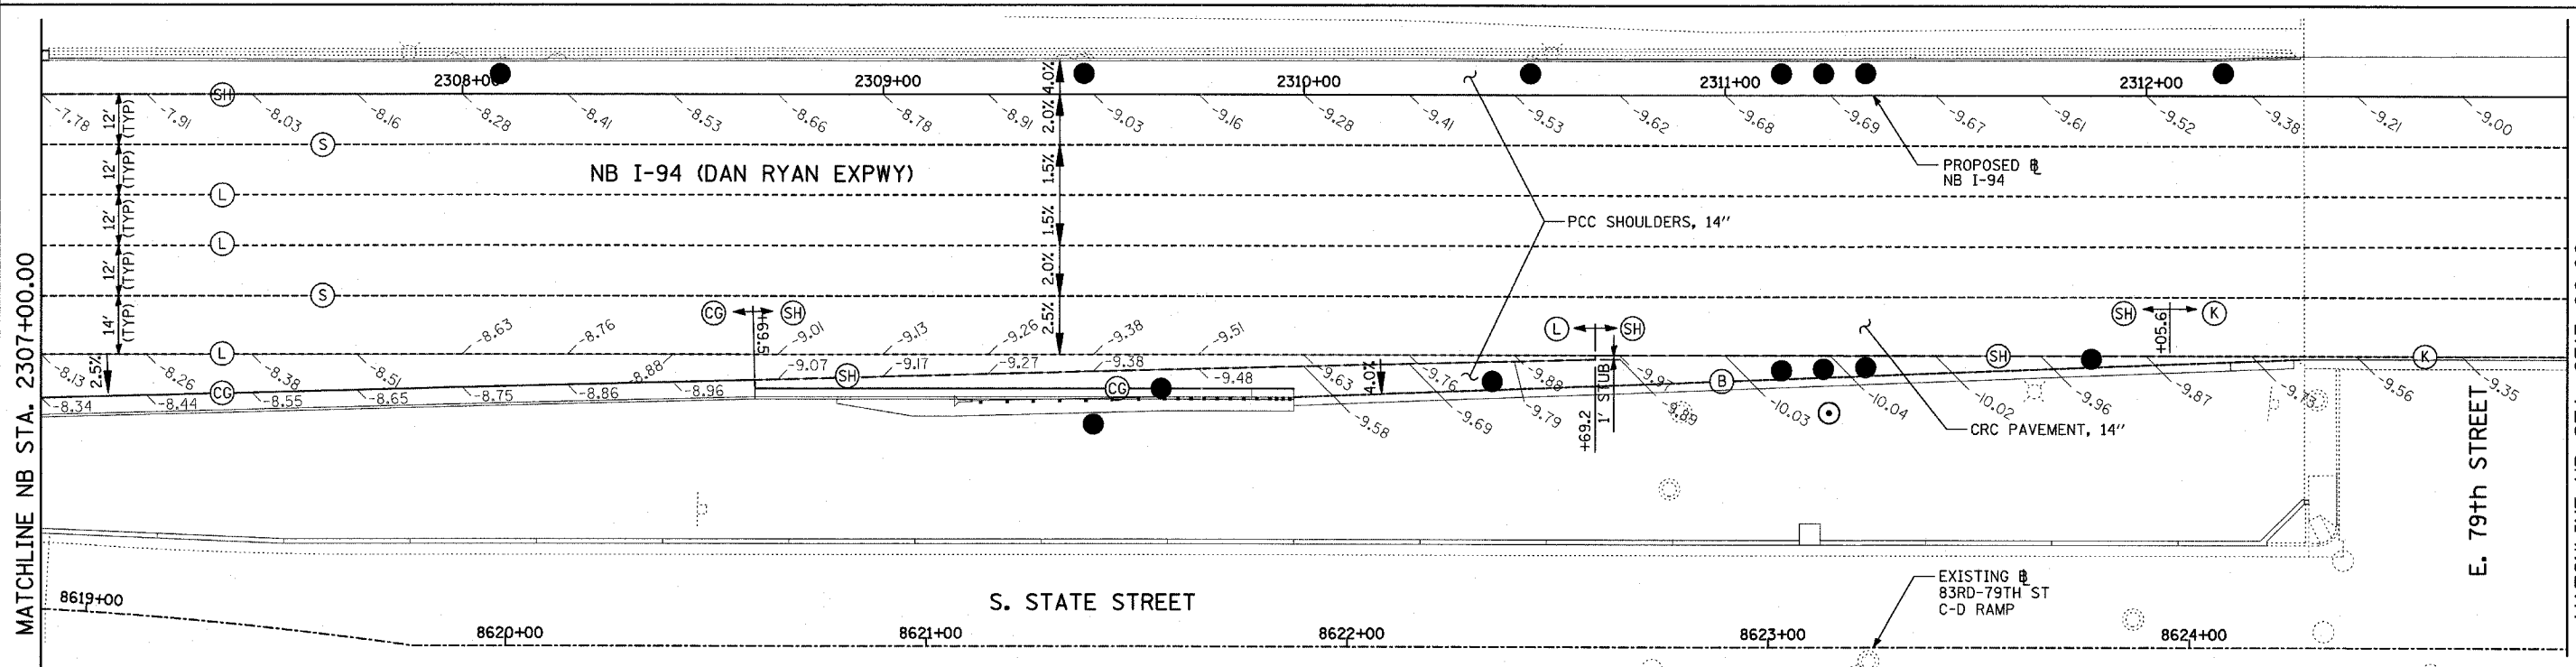 2308+00 2309+00 2310+00 2311+00 2312+00
4.0%
SH
-7.78 -7.91 -8.03 -8.16 -8.28 -8.41 -8.53 -8.66 -8.78 -8.91 -9.03 -9.16 -9.28 -9.41 -9.53 -9.62 -9.68 -9.69 -9.67 -9.61 -9.52 -9.38 -9.21 -9.00
12' (TYP)
2.0%
S
12' (TYP)
NB I-94 (DAN RYAN EXPWY)
1.5%
PROPOSED BL
NB I-94
L
12' (TYP)
1.5%
PCC SHOULDERS, 14"
L
12' (TYP)
2.0%
S
14' (TYP)
2.5%
CG SH
+69.5
L SH
SH K
+05.6
-8.63 -8.76 -8.88 -9.01 -9.13 -9.26 -9.38 -9.51
L
SH
K
-8.13 -8.26 -8.38 -8.51 -9.07 -9.17 -9.27 -9.38 -9.48 -9.63 -9.76 -9.88 -9.97 -10.03 -10.04 -10.02 -9.96 -9.87 -9.73 -9.56 -9.35
2.5%
CG
SH
CG
4.0%
B
-8.34 -8.44 -8.55 -8.65 -8.75 -8.86 -8.96 -9.58 -9.69 -9.79 -9.89
+69.2
1' STUB
CRC PAVEMENT, 14"
MATCHLINE NB STA. 2307+00.00
E. 79th STREET
S. STATE STREET
EXISTING BL
83RD-79TH ST
C-D RAMP
8619+00 8620+00 8621+00 8622+00 8623+00 8624+00